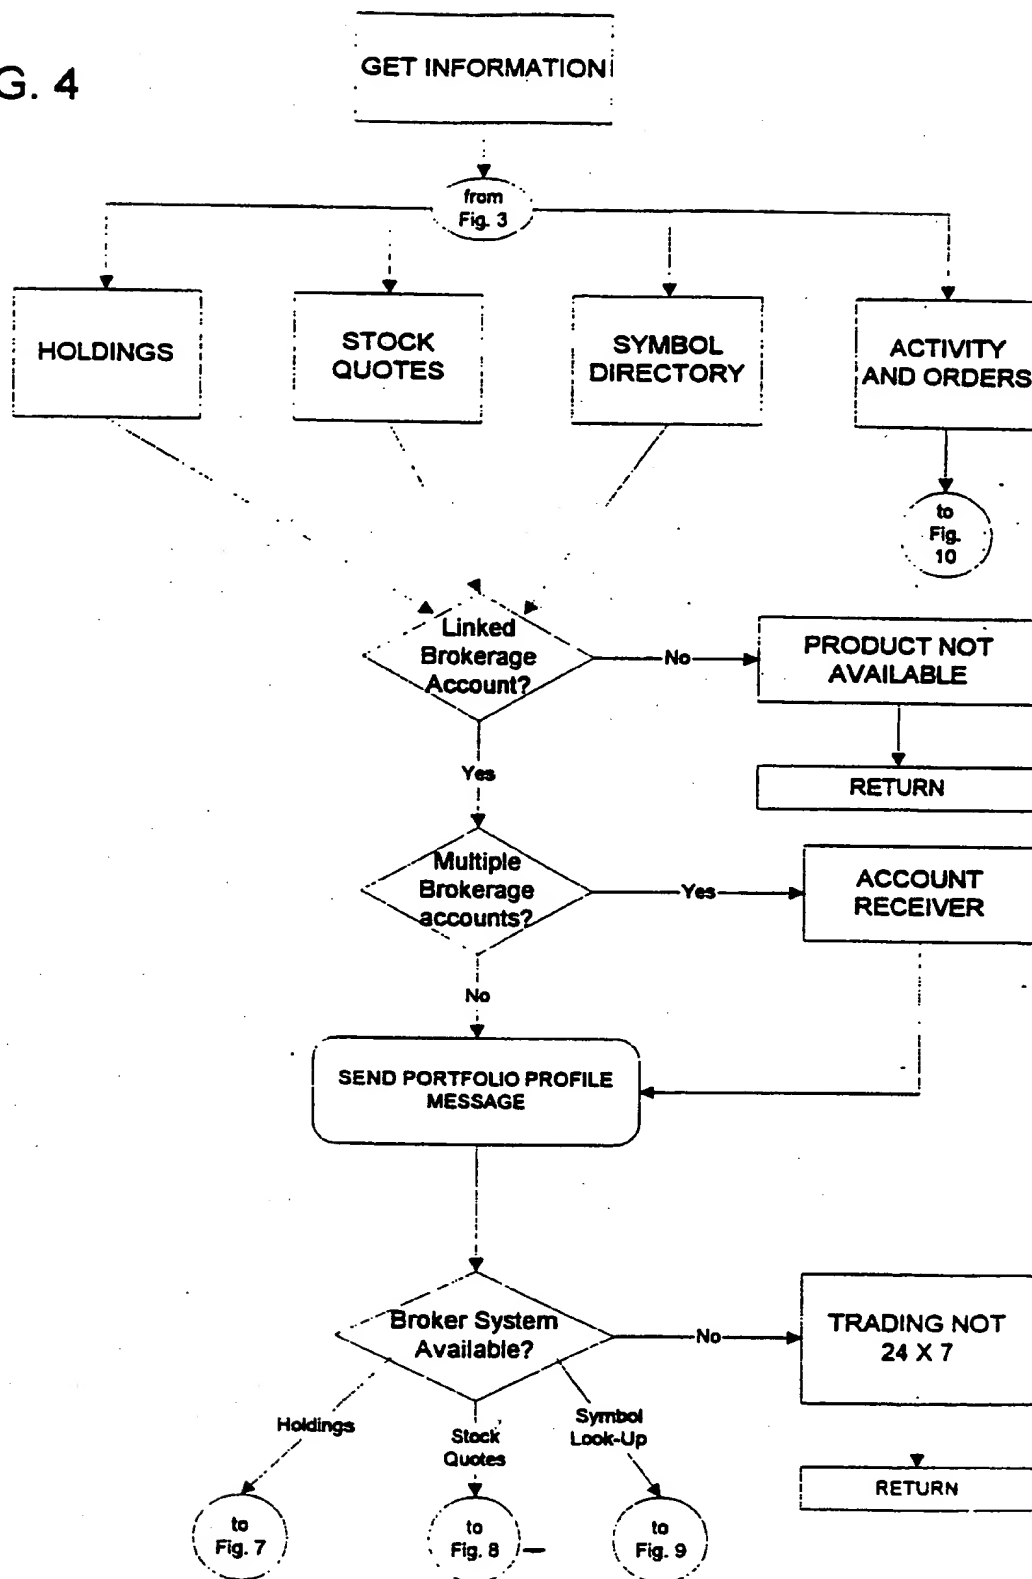 G. 4
GET INFORMATION
from
Fig. 3
HOLDINGS
STOCK
QUOTES
SYMBOL
DIRECTORY
ACTIVITY
AND ORDERS
to
Fig.
10
Linked
Brokerage
Account?
No
PRODUCT NOT
AVAILABLE
Yes
RETURN
Multiple
Brokerage
accounts?
Yes
ACCOUNT
RECEIVER
No
SEND PORTFOLIO PROFILE
MESSAGE
Broker System
Available?
No
TRADING NOT
24 X 7
Holdings
Stock
Quotes
Symbol
Look-Up
RETURN
to
Fig. 7
to
Fig. 8
to
Fig. 9